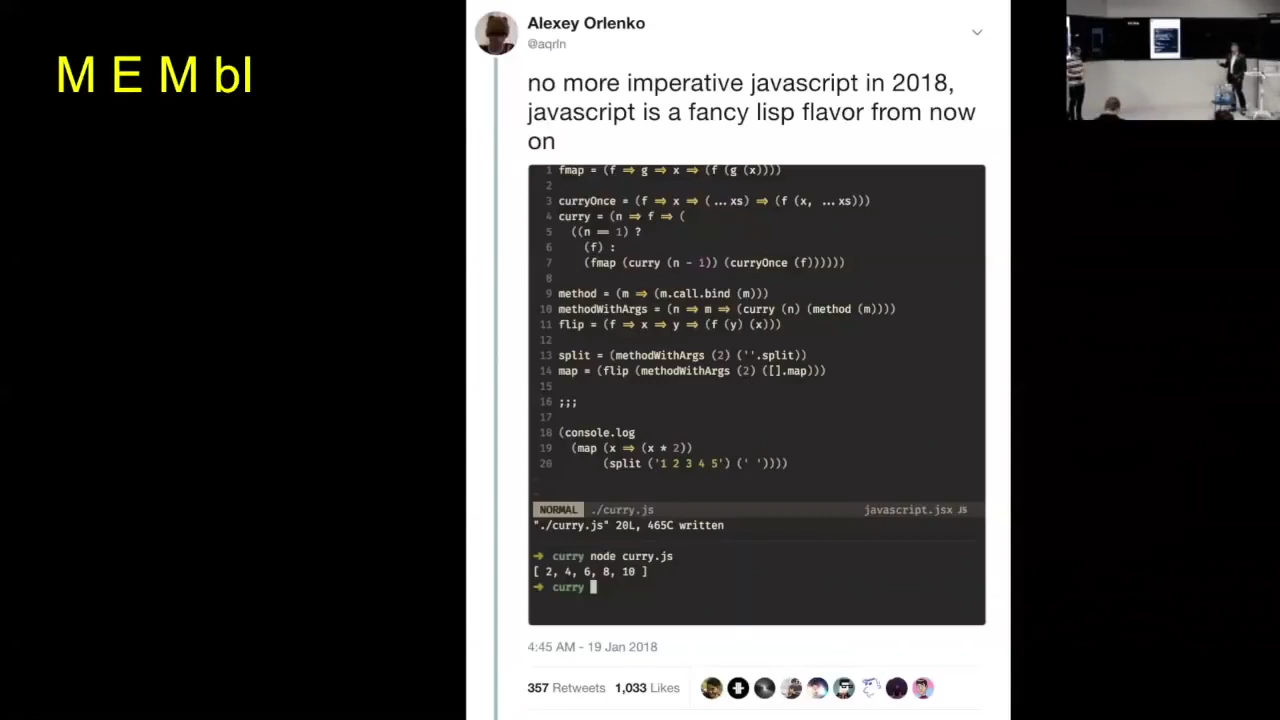 M E M Ы
Alexey Orlenko
@aqrln
no more imperative javascript in 2018,
javascript is a fancy lisp flavor from now
on
1 fmap = (f => g => x => (f (g (x))))
2
3 curryOnce = (f => x => (...xs) => (f (x, ...xs)))
4 curry = (n => f => (
5 ((n == 1) ?
6 (f) :
7 (fmap (curry (n - 1)) (curryOnce (f))))))
8
9 method = (m => (m.call.bind (m)))
10 methodWithArgs = (n => m => (curry (n) (method (m))))
11 flip = (f => x => y => (f (y) (x)))
12
13 split = (methodWithArgs (2) (''.split))
14 map = (flip (methodWithArgs (2) ([].map)))
15
16 ;;;
17
18 (console.log
19 (map (x => (x * 2))
20 (split ('1 2 3 4 5') (' '))))
~
NORMAL ./curry.js javascript.jsx JS
"./curry.js" 20L, 465C written
➜ curry node curry.js
[ 2, 4, 6, 8, 10 ]
➜ curry
4:45 AM - 19 Jan 2018
357 Retweets 1,033 Likes